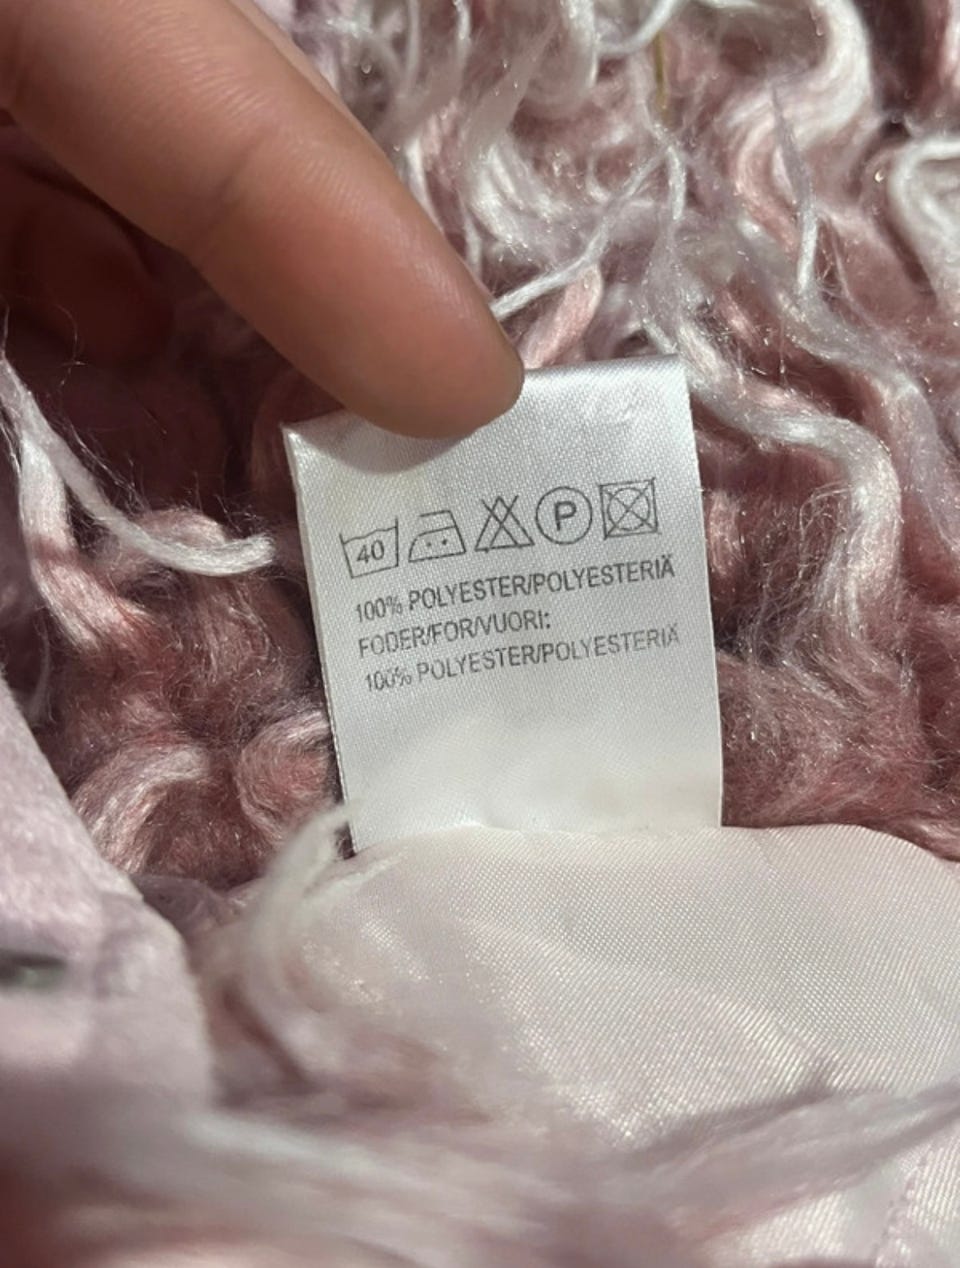 40 P
100% POLYESTER/POLYESTERIÄ
FODER/FOR/VUORI:
100% POLYESTER/POLYESTERIÄ